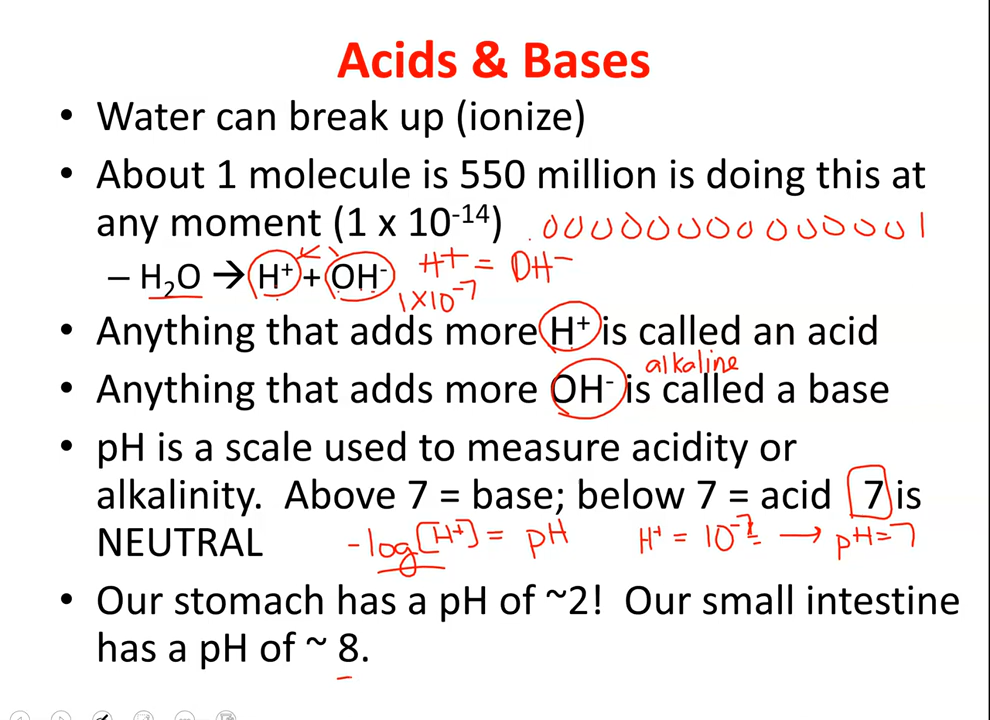 Acids & Bases
• Water can break up (ionize)
• About 1 molecule is 550 million is doing this at
any moment (1 x 10⁻¹⁴) .00000000000001
– H₂O → H⁺ + OH⁻ H+ = OH⁻
1×10⁻⁷
• Anything that adds more H⁺ is called an acid
alkaline
• Anything that adds more OH⁻ is called a base
• pH is a scale used to measure acidity or
alkalinity. Above 7 = base; below 7 = acid 7 is
NEUTRAL -log[H+] = pH H⁺ = 10⁻⁷ → pH=7
• Our stomach has a pH of ~2! Our small intestine
has a pH of ~ 8.